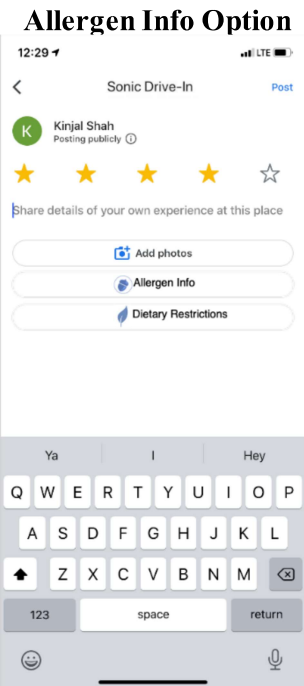 Allergen Info Option
12:29 LTE
Sonic Drive-In Post
K Kinjal Shah
Posting publicly
Share details of your own experience at this place
Add photos
Allergen Info
Dietary Restrictions
Ya I Hey
Q W E R T Y U I O P
A S D F G H J K L
Z X C V B N M
123 space return